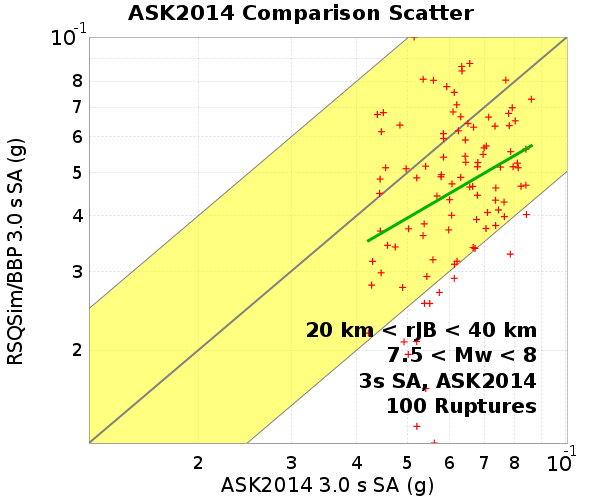 ASK2014 Comparison Scatter
RSQSim/BBP 3.0 s SA (g)
10⁻¹
8
7
6
5
4
3
2
20 km < rJB < 40 km
7.5 < Mw < 8
3s SA, ASK2014
100 Ruptures
2 3 4 5 6 7 8 10⁻¹
ASK2014 3.0 s SA (g)